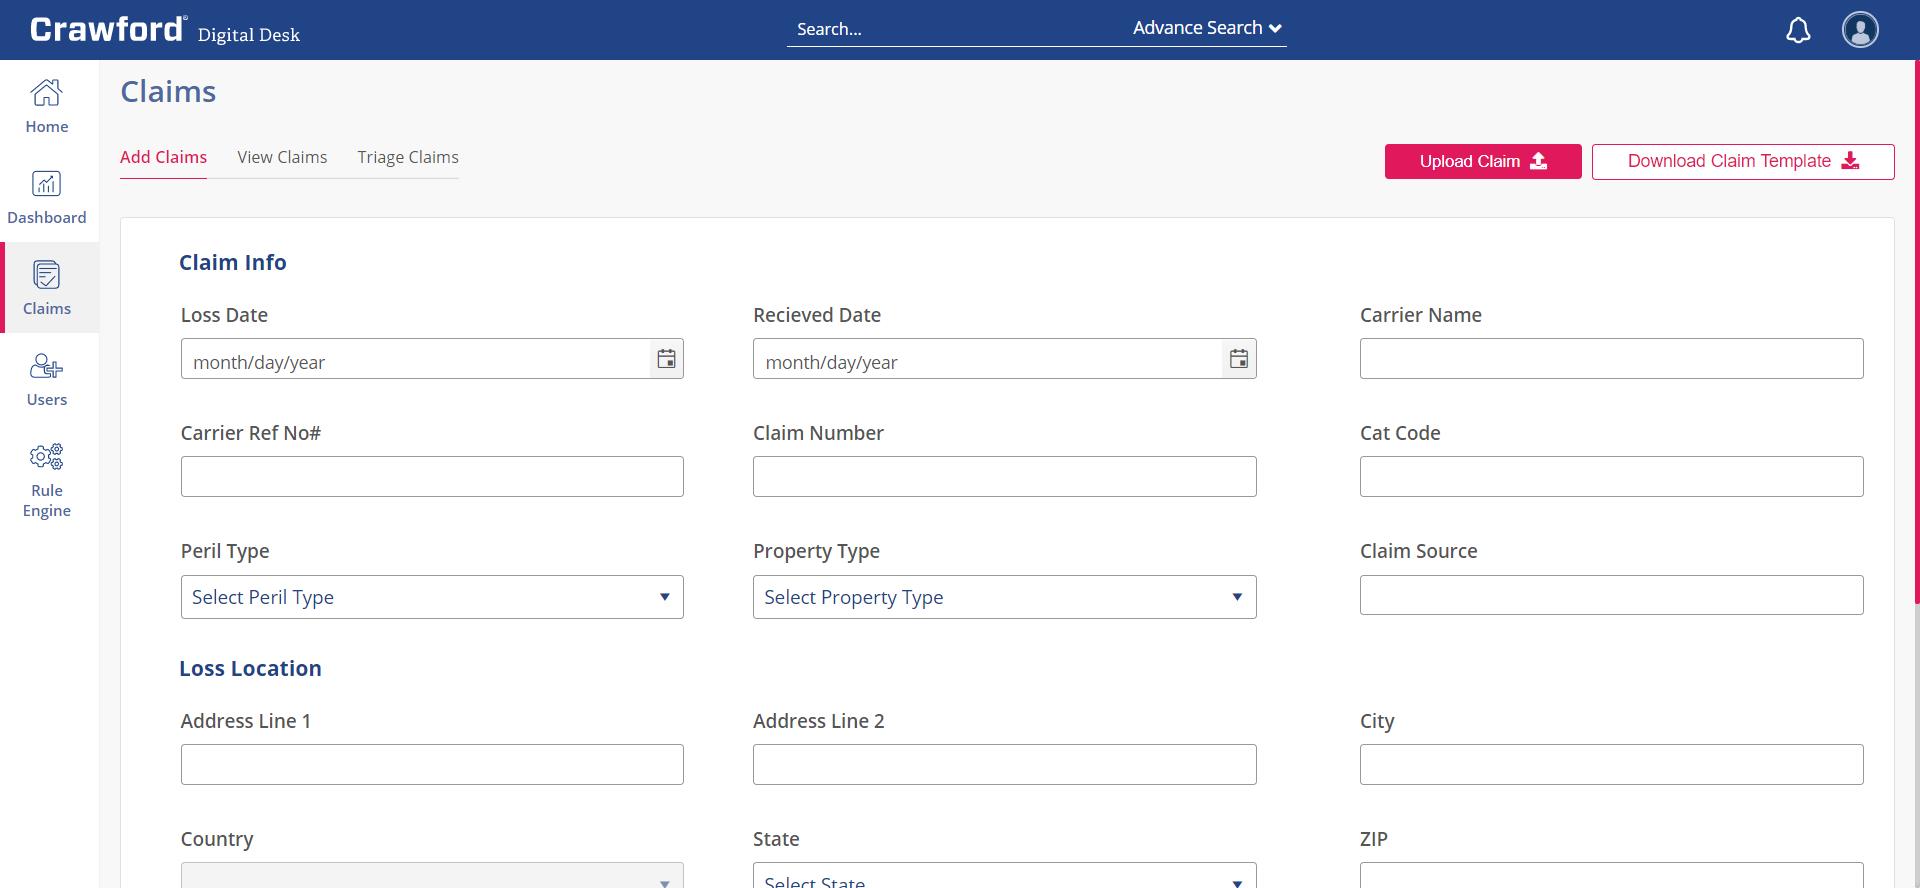 Crawford® Digital Desk
Search...
Advance Search
Home
Dashboard
Claims
Users
Rule
Engine
Claims
Add Claims
View Claims
Triage Claims
Upload Claim
Download Claim Template
Claim Info
Loss Date
Recieved Date
Carrier Name
month/day/year
month/day/year
Carrier Ref No#
Claim Number
Cat Code
Peril Type
Property Type
Claim Source
Select Peril Type
Select Property Type
Loss Location
Address Line 1
Address Line 2
City
Country
State
ZIP
Select State